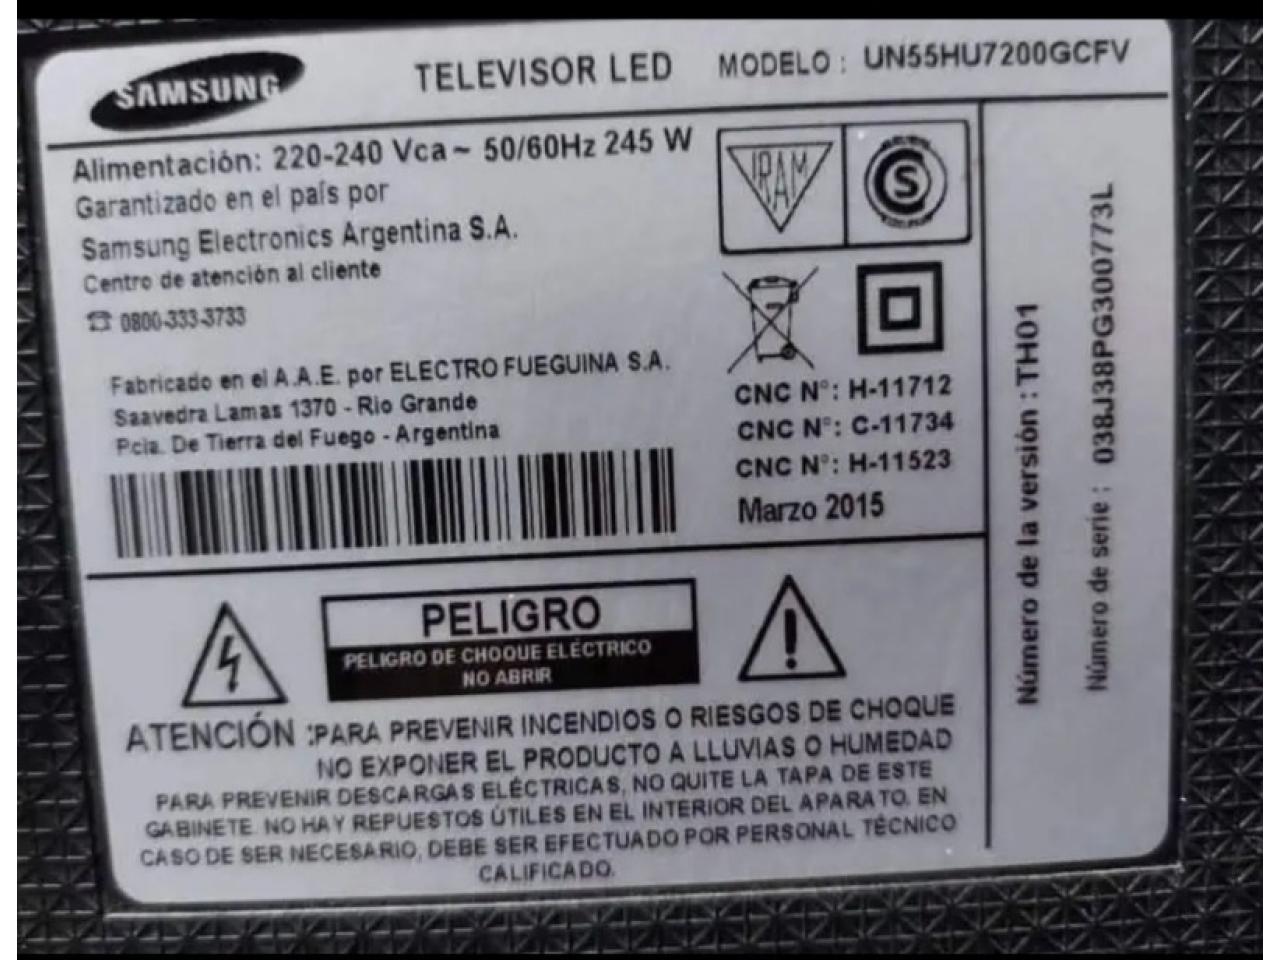 SAMSUNG
TELEVISOR LED
MODELO : UN55HU7200GCFV
Alimentación: 220-240 Vca ~ 50/60Hz 245 W
Garantizado en el país por
Samsung Electronics Argentina S.A.
Centro de atención al cliente
☎ 0800-333-3733
Fabricado en el A.A.E. por ELECTRO FUEGUINA S.A.
Saavedra Lamas 1370 - Rio Grande
Pcia. De Tierra del Fuego - Argentina
IRAM
S
CNC N°: H-11712
CNC N°: C-11734
CNC N°: H-11523
Marzo 2015
Número de la versión : TH01
Número de serie : 038J38PG300773L
PELIGRO
PELIGRO DE CHOQUE ELÉCTRICO
NO ABRIR
ATENCIÓN :PARA PREVENIR INCENDIOS O RIESGOS DE CHOQUE
NO EXPONER EL PRODUCTO A LLUVIAS O HUMEDAD
PARA PREVENIR DESCARGAS ELÉCTRICAS, NO QUITE LA TAPA DE ESTE
GABINETE. NO HAY REPUESTOS ÚTILES EN EL INTERIOR DEL APARATO. EN
CASO DE SER NECESARIO, DEBE SER EFECTUADO POR PERSONAL TÉCNICO
CALIFICADO.